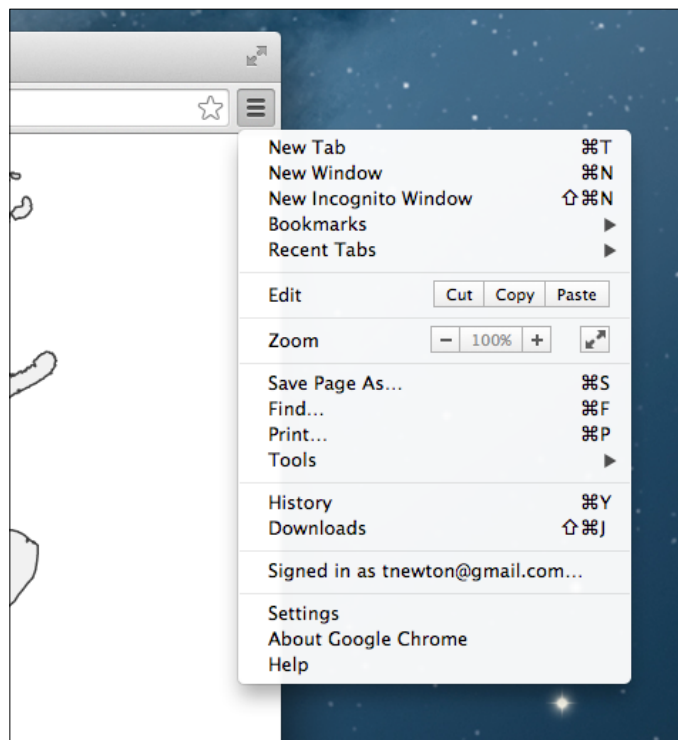 New Tab ⌘T
New Window ⌘N
New Incognito Window ⇧⌘N
Bookmarks ▶
Recent Tabs ▶
Edit Cut Copy Paste
Zoom − 100% +
Save Page As... ⌘S
Find... ⌘F
Print... ⌘P
Tools ▶
History ⌘Y
Downloads ⇧⌘J
Signed in as tnewton@gmail.com...
Settings
About Google Chrome
Help